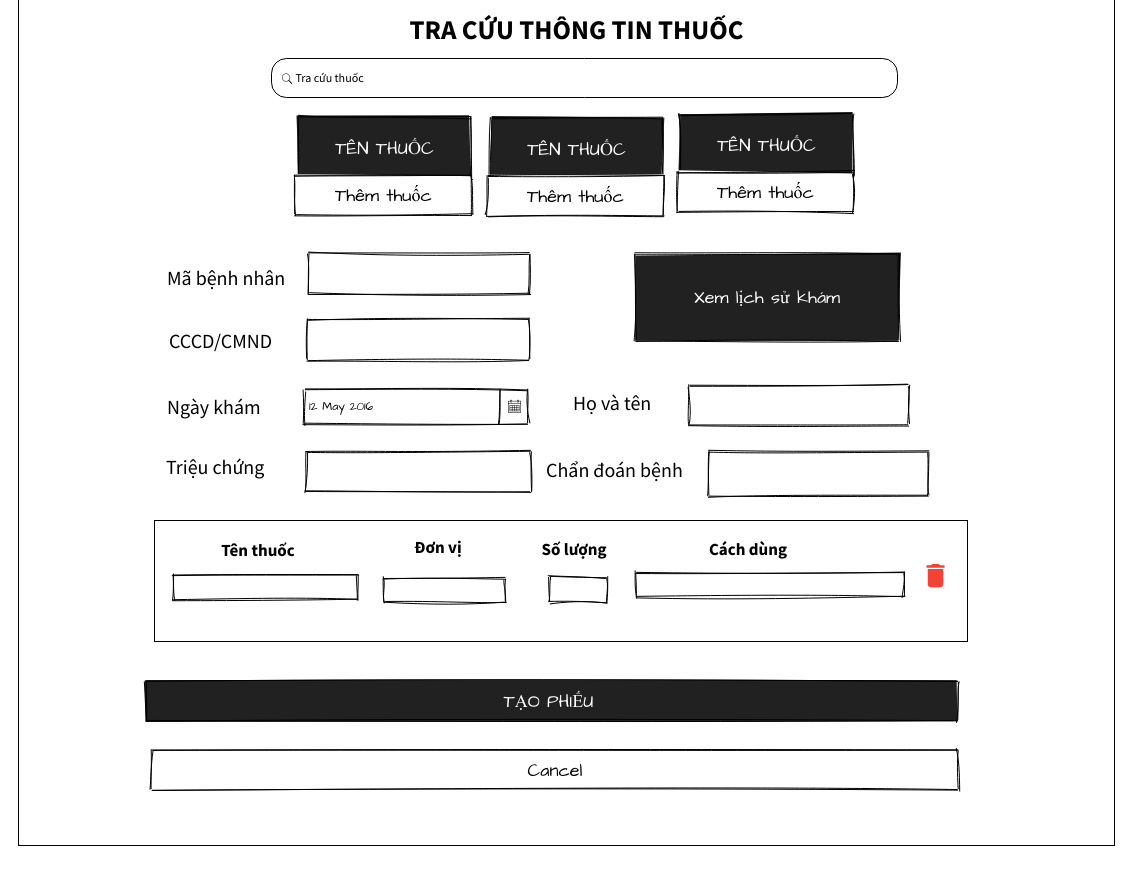 TRA CỨU THÔNG TIN THUỐC
Tra cứu thuốc
TÊN THUỐC
TÊN THUỐC
TÊN THUỐC
Thêm thuốc
Thêm thuốc
Thêm thuốc
Mã bệnh nhân
Xem lịch sử khám
CCCD/CMND
Ngày khám
12 May 2016
Họ và tên
Triệu chứng
Chẩn đoán bệnh
Tên thuốc
Đơn vị
Số lượng
Cách dùng
TẠO PHIẾU
Cancel